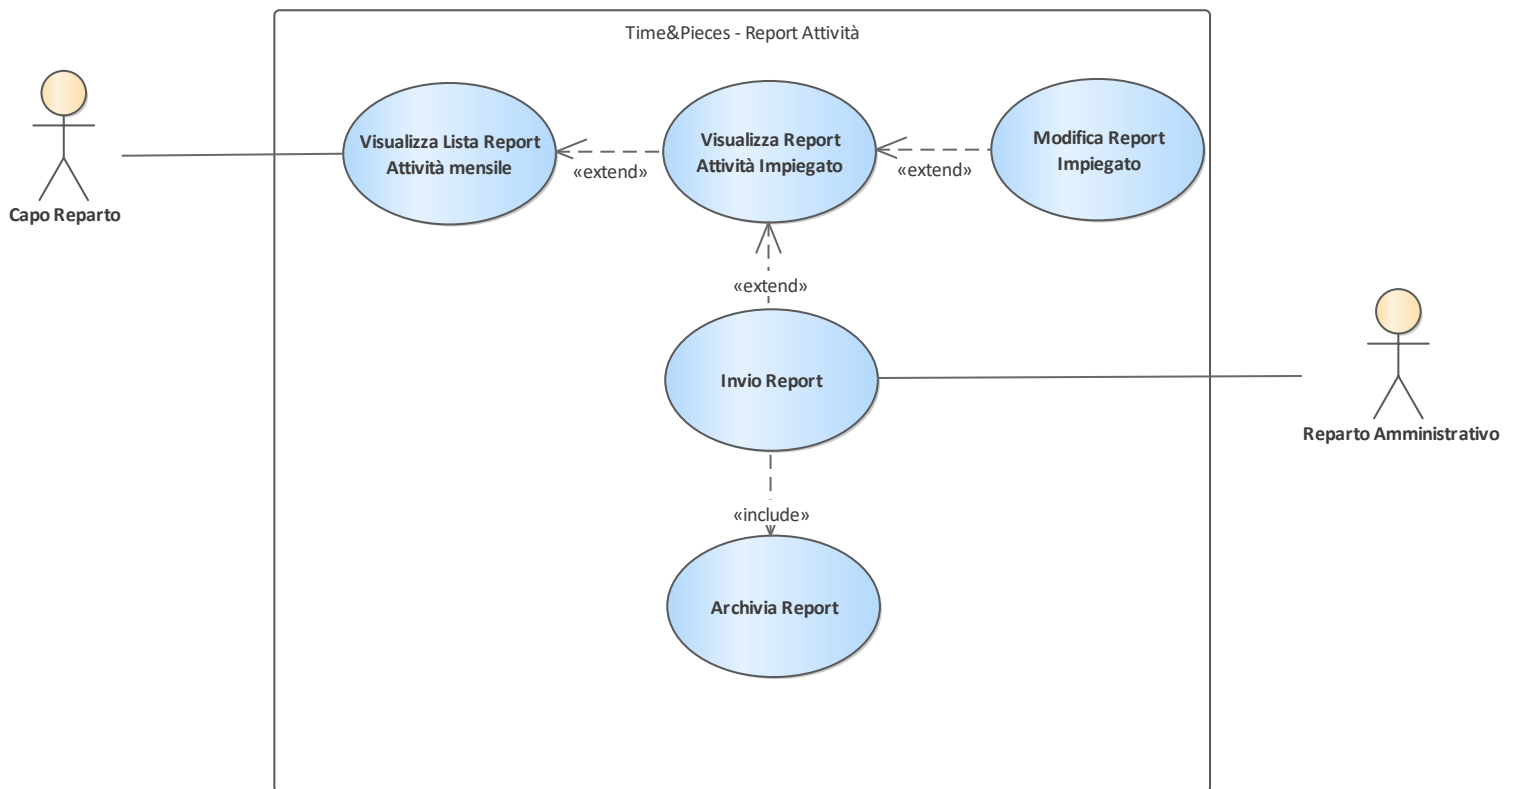 Time&Pieces - Report Attività
Visualizza Lista Report
Attività mensile
«extend»
Visualizza Report
Attività Impiegato
«extend»
Modifica Report
Impiegato
Capo Reparto
«extend»
Invio Report
Reparto Amministrativo
«include»
Archivia Report